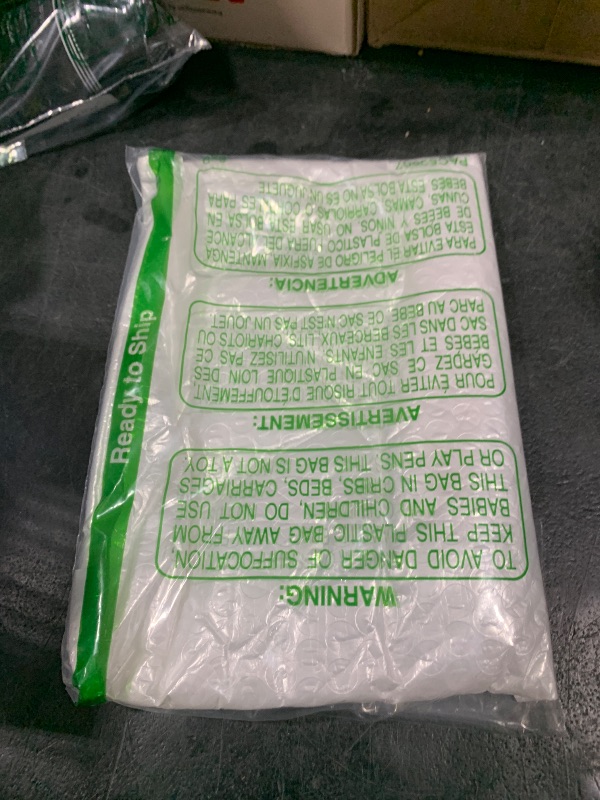 WARNING:
TO AVOID DANGER OF SUFFOCATION,
KEEP THIS PLASTIC BAG AWAY FROM
BABIES AND CHILDREN. DO NOT USE
THIS BAG IN CRIBS, BEDS, CARRIAGES
OR PLAY PENS. THIS BAG IS NOT A TOY.
AVERTISSEMENT:
POUR ÉVITER TOUT RISQUE D'ÉTOUFFEMENT
GARDEZ CE SAC EN PLASTIQUE LOIN DES
BÉBÉS ET LES ENFANTS. N'UTILISEZ PAS CE
SAC DANS LES BERCEAUX, LITS, CHARIOTS OU
PARC AU BÉBÉ. CE SAC N'EST PAS UN JOUET.
ADVERTENCIA:
PARA EVITAR EL PELIGRO DE ASFIXIA, MANTENGA
ESTA BOLSA DE PLASTICO FUERA DEL ALCANCE
DE BEBES Y NINOS. NO USAR ESTA BOLSA EN
CUNAS, CAMAS, CARRIOLAS O CORRALES PARA
BEBES. ESTA BOLSA NO ES UN JUGUETE.
Ready to Ship